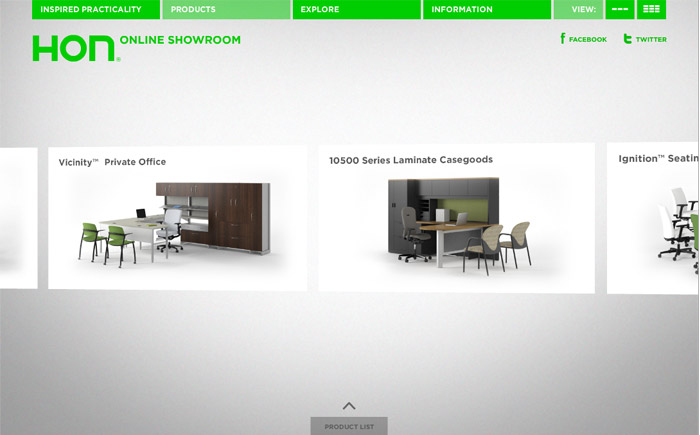 INSPIRED PRACTICALITY
PRODUCTS
EXPLORE
INFORMATION
VIEW:
HON® ONLINE SHOWROOM
FACEBOOK
TWITTER
Vicinity™ Private Office
10500 Series Laminate Casegoods
Ignition™ Seatin
PRODUCT LIST